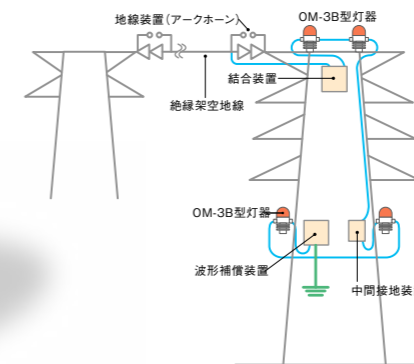 地線装置(アークホーン)
OM-3B型灯器
結合装置
絶縁架空地線
OM-3B型灯器
波形補償装置
中間接地装